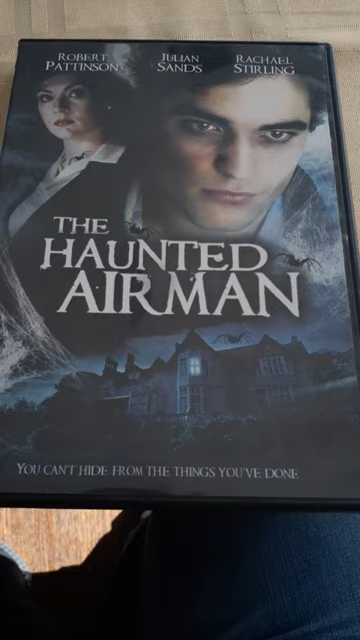 ROBERT PATTINSON
JULIAN SANDS
RACHAEL STIRLING
THE
HAUNTED
AIRMAN
YOU CAN'T HIDE FROM THE THINGS YOU'VE DONE